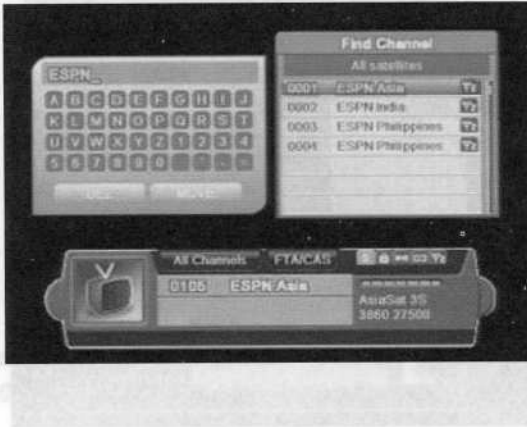 Find Channel
All satellites
ESPN_
A B C D E F G H I J
K L M N O P Q R S T
U V W X Y Z 1 2 3 4
5 6 7 8 9 0
0001 ESPN Asia
0002 ESPN India
0003 ESPN Philippines
0004 ESPN Philippines
All Channels FTA/CAS
0105 ESPN Asia
AsiaSat 3S
3860 27500